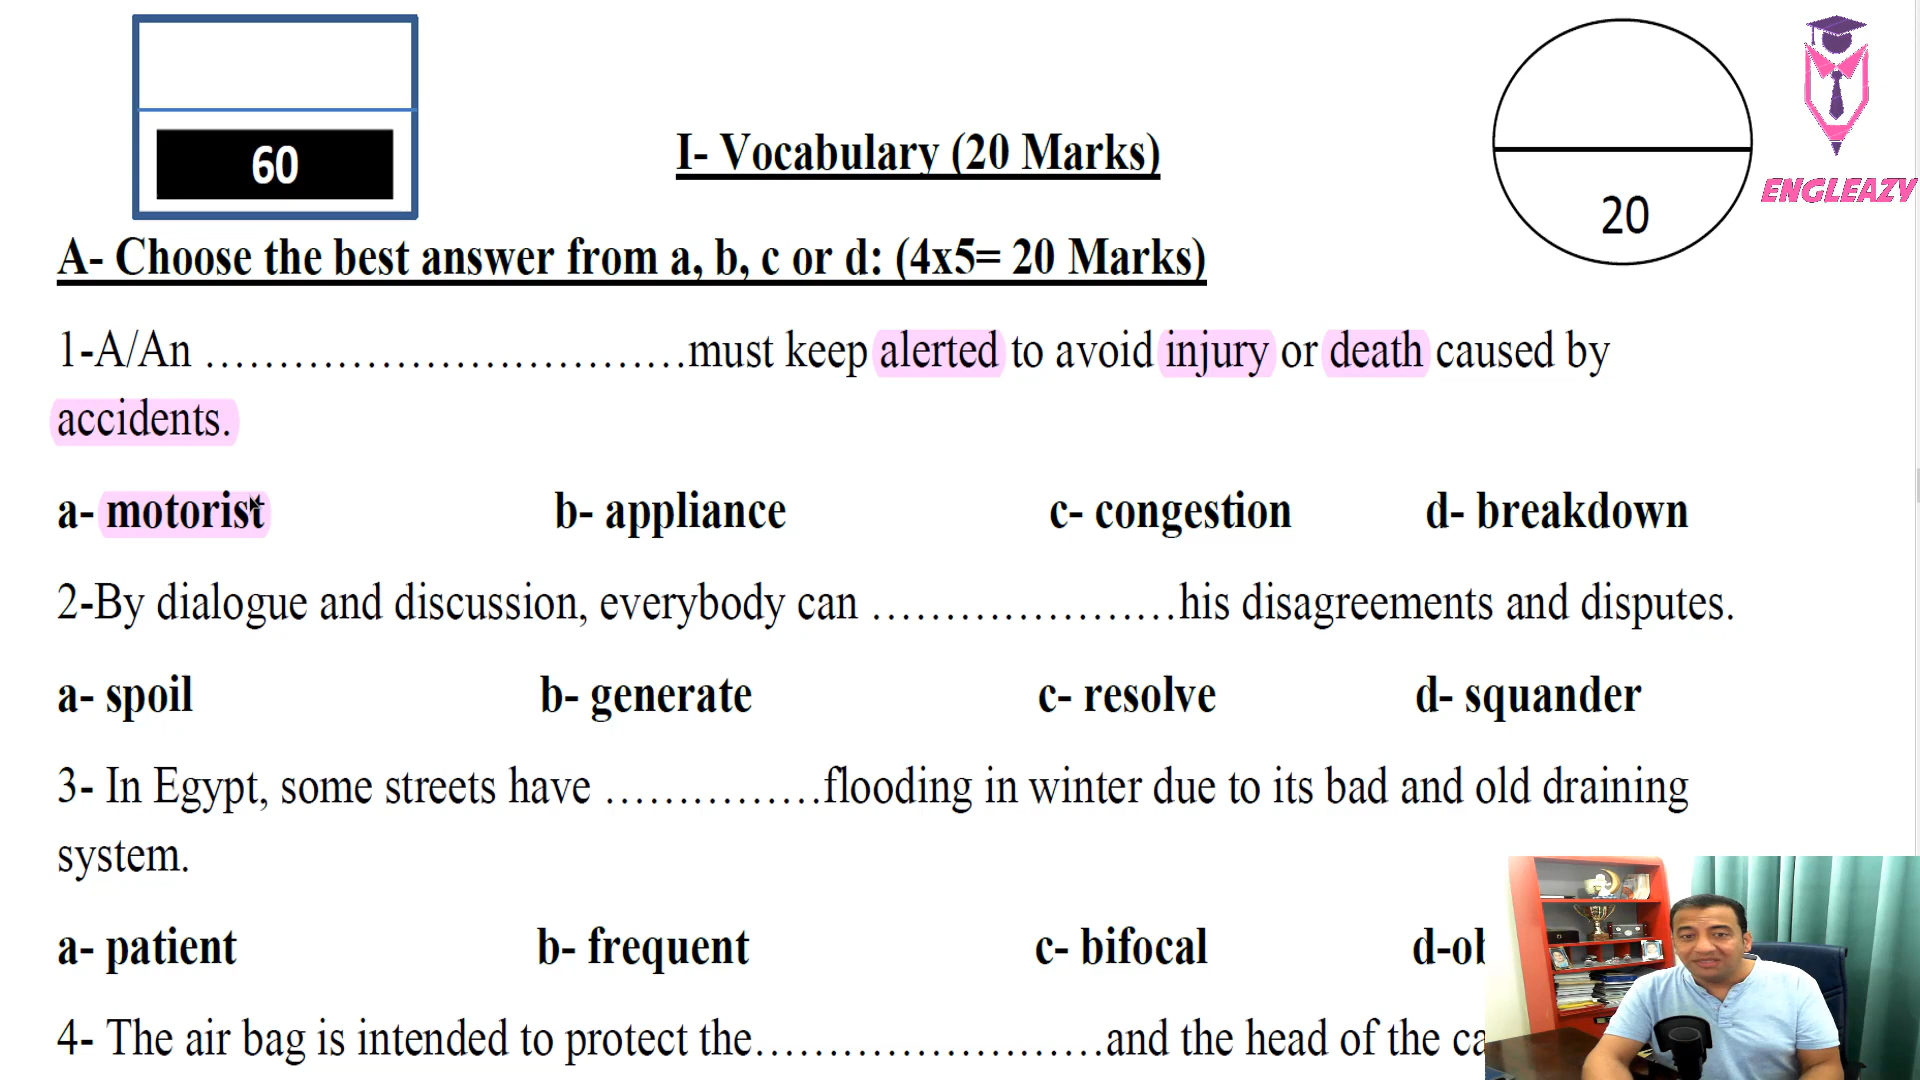 60
I- Vocabulary (20 Marks)
20
ENGLEAZY
A- Choose the best answer from a, b, c or d: (4x5= 20 Marks)
1-A/An ……………………………must keep alerted to avoid injury or death caused by
accidents.
a- motorist b- appliance c- congestion d- breakdown
2-By dialogue and discussion, everybody can …………………his disagreements and disputes.
a- spoil b- generate c- resolve d- squander
3- In Egypt, some streets have ……………flooding in winter due to its bad and old draining
system.
a- patient b- frequent c- bifocal
4- The air bag is intended to protect the……………………and the head of the